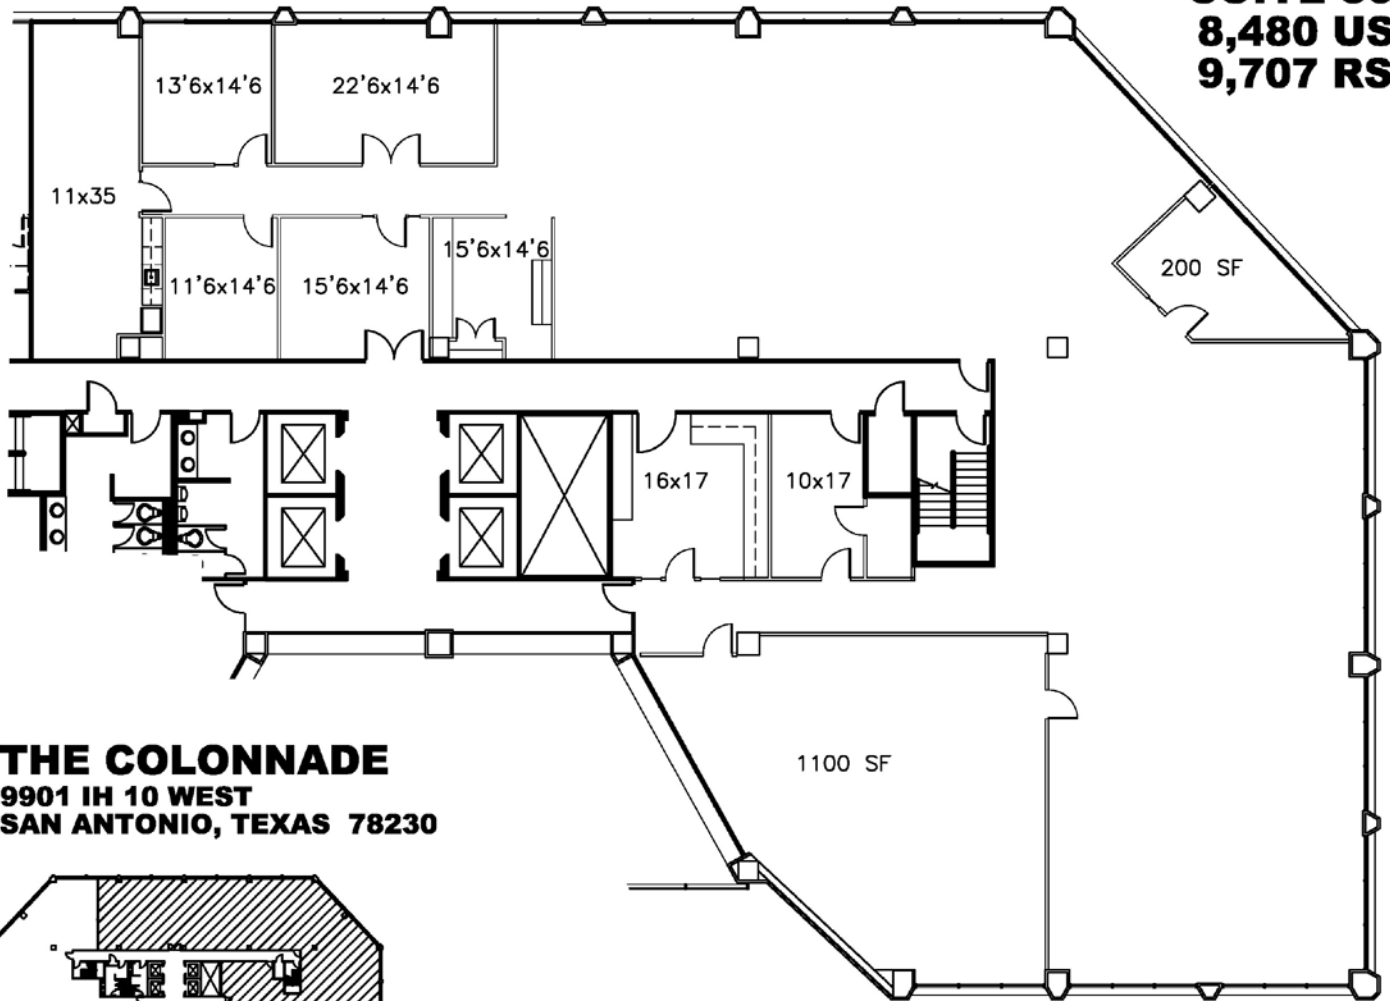 8,480 US
9,707 RS
13'6x14'6
22'6x14'6
11x35
15'6x14'6
11'6x14'6
15'6x14'6
200 SF
16x17
10x17
1100 SF
THE COLONNADE
9901 IH 10 WEST
SAN ANTONIO, TEXAS 78230